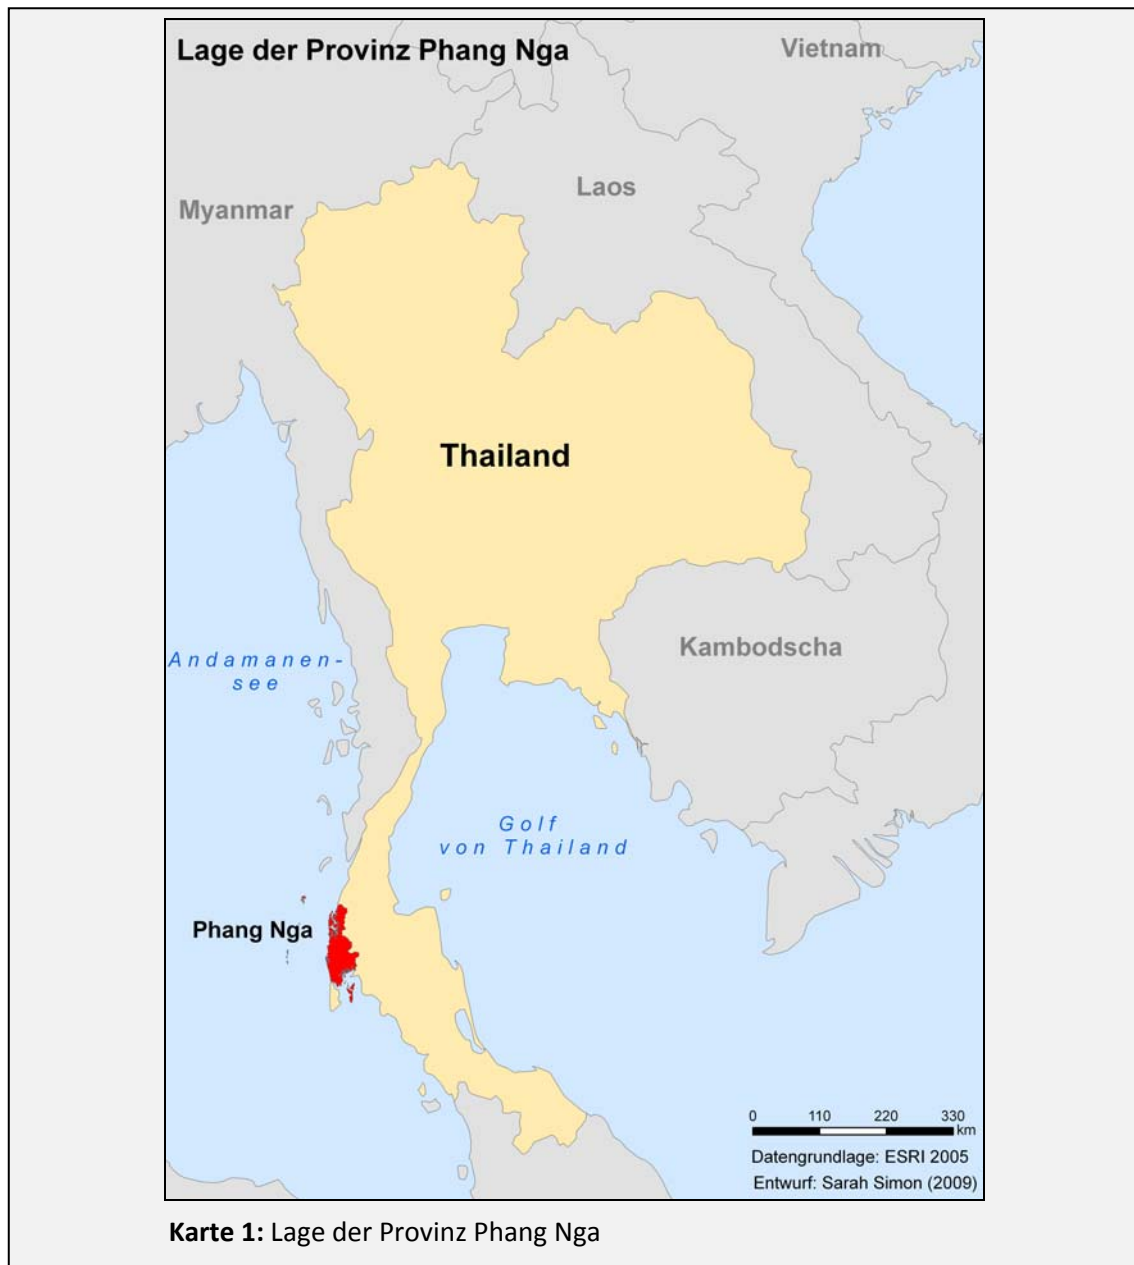 Lage der Provinz Phang Nga
Vietnam
Laos
Myanmar
Thailand
Kambodscha
Andamanen-
see
Golf
von Thailand
Phang Nga
0 110 220 330
km
Datengrundlage: ESRI 2005
Entwurf: Sarah Simon (2009)
Karte 1: Lage der Provinz Phang Nga